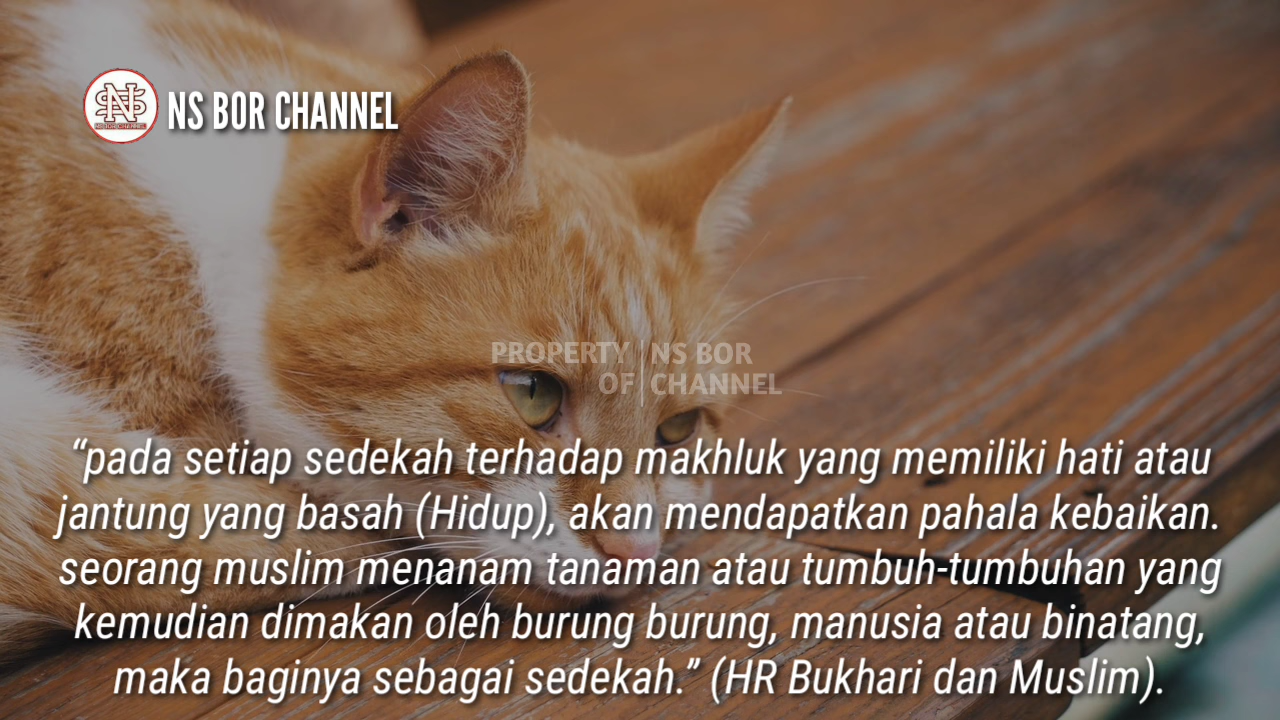 NS BOR CHANNEL
PROPERTY NS BOR
OF CHANNEL
“pada setiap sedekah terhadap makhluk yang memiliki hati atau
jantung yang basah (Hidup), akan mendapatkan pahala kebaikan.
seorang muslim menanam tanaman atau tumbuh-tumbuhan yang
kemudian dimakan oleh burung burung, manusia atau binatang,
maka baginya sebagai sedekah.” (HR Bukhari dan Muslim).